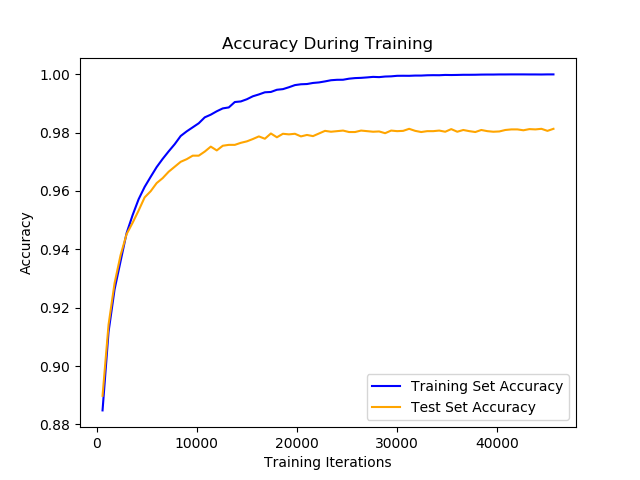 Accuracy During Training
1.00
0.98
0.96
0.94
0.92
0.90
0.88
Accuracy
Training Set Accuracy
Test Set Accuracy
0 10000 20000 30000 40000
Training Iterations